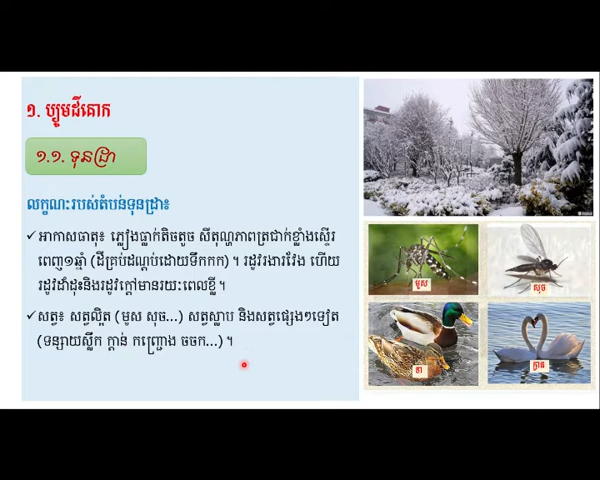 ១. ប្យូមដីគោក
១.១. ទុនដ្រា
លក្ខណៈរបស់តំបន់ទុនដ្រា៖
✓អាកាសធាតុ៖ ភ្លៀងធ្លាក់តិចតួច សីតុណ្ហភាពត្រជាក់ខ្លាំងស្ទើរ
ពេញ១ឆ្នាំ (ដីគ្របដណ្តប់ដោយទឹកកក)។ រដូវរងារវែង ហើយ
រដូវដាំដុះនិងរដូវក្តៅមានរយៈពេលខ្លី។
✓សត្វ៖ សត្វល្អិត (មូស សុច...) សត្វស្លាប និងសត្វផ្សេងៗទៀត
(ទន្សាយស្លឹក ក្តាន់ កញ្ជ្រោង ចចក...)។
មូស
សុច
ទា
ក្ងាន